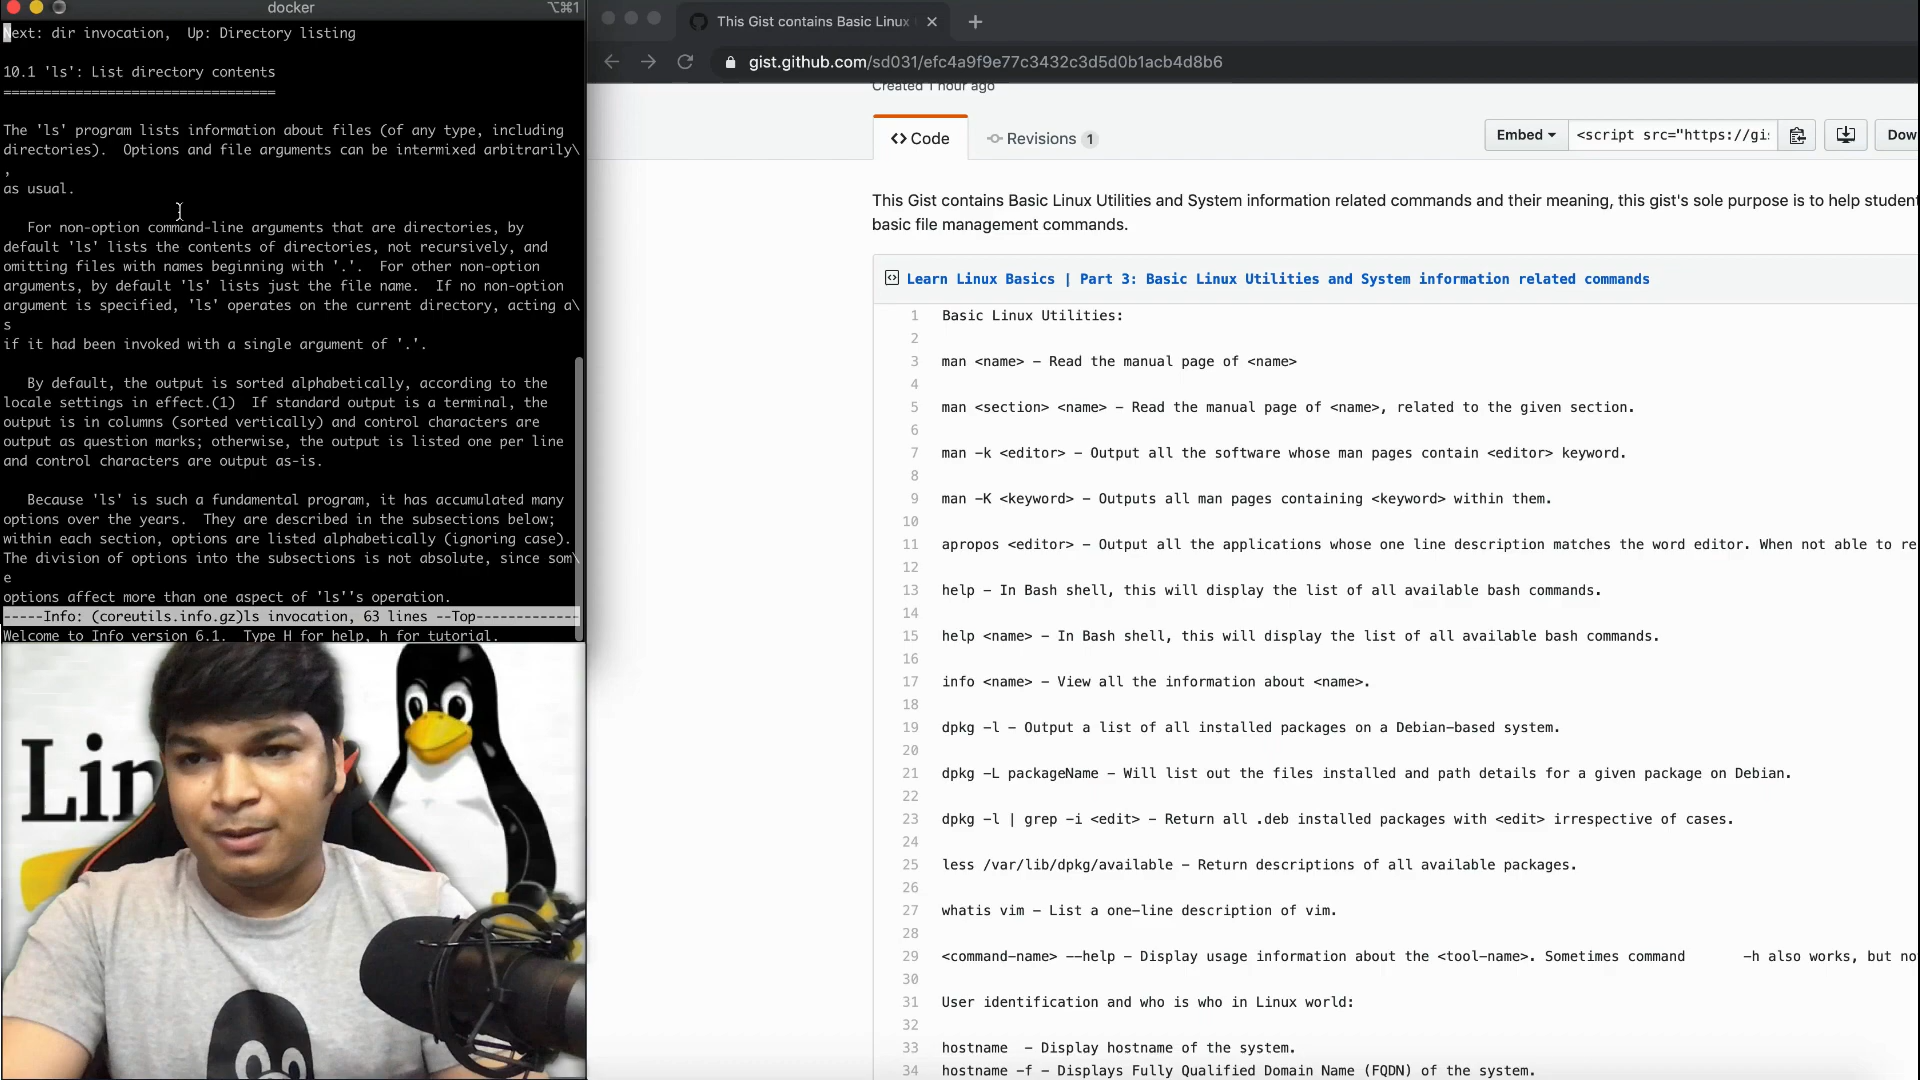 docker
⌥⌘1
Next: dir invocation,  Up: Directory listing
10.1 'ls': List directory contents
==================================
The 'ls' program lists information about files (of any type, including
directories).  Options and file arguments can be intermixed arbitrarily\
,
as usual.
For non-option command-line arguments that are directories, by
default 'ls' lists the contents of directories, not recursively, and
omitting files with names beginning with '.'.  For other non-option
arguments, by default 'ls' lists just the file name.  If no non-option
argument is specified, 'ls' operates on the current directory, acting a\
s
if it had been invoked with a single argument of '.'.
By default, the output is sorted alphabetically, according to the
locale settings in effect.(1)  If standard output is a terminal, the
output is in columns (sorted vertically) and control characters are
output as question marks; otherwise, the output is listed one per line
and control characters are output as-is.
Because 'ls' is such a fundamental program, it has accumulated many
options over the years.  They are described in the subsections below;
within each section, options are listed alphabetically (ignoring case).
The division of options into the subsections is not absolute, since som\
e
options affect more than one aspect of 'ls''s operation.
-----Info: (coreutils.info.gz)ls invocation, 63 lines --Top-------------
Welcome to Info version 6.1.  Type H for help, h for tutorial.
Lin
This Gist contains Basic Linux
gist.github.com/sd031/efc4a9f9e77c3432c3d5d0b1acb4d8b6
Created 1 hour ago
<> Code
Revisions 1
Embed
<script src="https://gi:
Dow
This Gist contains Basic Linux Utilities and System information related commands and their meaning, this gist's sole purpose is to help student
basic file management commands.
Learn Linux Basics | Part 3: Basic Linux Utilities and System information related commands
1 Basic Linux Utilities:
2
3 man <name> – Read the manual page of <name>
4
5 man <section> <name> – Read the manual page of <name>, related to the given section.
6
7 man -k <editor> – Output all the software whose man pages contain <editor> keyword.
8
9 man -K <keyword> – Outputs all man pages containing <keyword> within them.
10
11 apropos <editor> – Output all the applications whose one line description matches the word editor. When not able to re
12
13 help – In Bash shell, this will display the list of all available bash commands.
14
15 help <name> – In Bash shell, this will display the list of all available bash commands.
16
17 info <name> – View all the information about <name>.
18
19 dpkg -l – Output a list of all installed packages on a Debian-based system.
20
21 dpkg -L packageName – Will list out the files installed and path details for a given package on Debian.
22
23 dpkg -l | grep -i <edit> – Return all .deb installed packages with <edit> irrespective of cases.
24
25 less /var/lib/dpkg/available – Return descriptions of all available packages.
26
27 whatis vim – List a one-line description of vim.
28
29 <command-name> --help – Display usage information about the <tool-name>. Sometimes command       -h also works, but no
30
31 User identification and who is who in Linux world:
32
33 hostname  – Display hostname of the system.
34 hostname -f – Displays Fully Qualified Domain Name (FQDN) of the system.